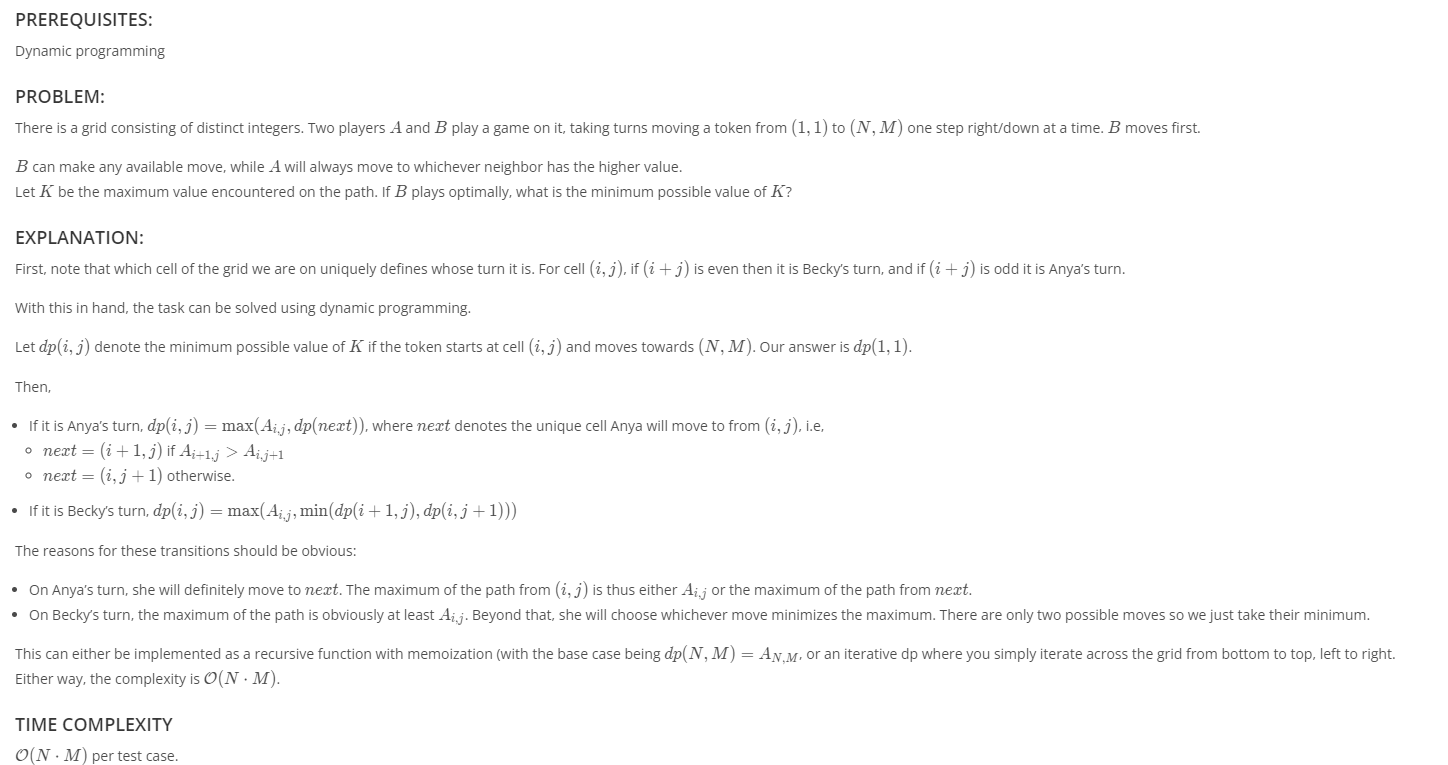 PREREQUISITES:
Dynamic programming
PROBLEM:
There is a grid consisting of distinct integers. Two players A and B play a game on it, taking turns moving a token from (1, 1) to (N, M) one step right/down at a time. B moves first.
B can make any available move, while A will always move to whichever neighbor has the higher value.
Let K be the maximum value encountered on the path. If B plays optimally, what is the minimum possible value of K?
EXPLANATION:
First, note that which cell of the grid we are on uniquely defines whose turn it is. For cell (i, j), if (i + j) is even then it is Becky's turn, and if (i + j) is odd it is Anya's turn.
With this in hand, the task can be solved using dynamic programming.
Let dp(i, j) denote the minimum possible value of K if the token starts at cell (i, j) and moves towards (N, M). Our answer is dp(1, 1).
Then,
• If it is Anya's turn, dp(i, j) = max(A_{i,j}, dp(next)), where next denotes the unique cell Anya will move to from (i, j), i.e,
○ next = (i + 1, j) if A_{i+1,j} > A_{i,j+1}
○ next = (i, j + 1) otherwise.
• If it is Becky's turn, dp(i, j) = max(A_{i,j}, min(dp(i + 1, j), dp(i, j + 1)))
The reasons for these transitions should be obvious:
• On Anya's turn, she will definitely move to next. The maximum of the path from (i, j) is thus either A_{i,j} or the maximum of the path from next.
• On Becky's turn, the maximum of the path is obviously at least A_{i,j}. Beyond that, she will choose whichever move minimizes the maximum. There are only two possible moves so we just take their minimum.
This can either be implemented as a recursive function with memoization (with the base case being dp(N, M) = A_{N,M}, or an iterative dp where you simply iterate across the grid from bottom to top, left to right.
Either way, the complexity is O(N · M).
TIME COMPLEXITY
O(N · M) per test case.